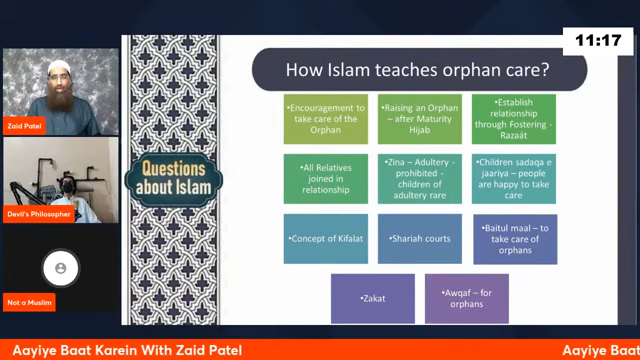 11:17
How Islam teaches orphan care?
Zaid Patel
Devil's Philosopher
Not a Muslim
Questions
about Islam
•Encouragement to
take care of the
Orphan
•Raising an Orphan
– after Maturity
Hijab
•Establish
relationship
through Fostering -
Razaát
•All Relatives
joined in
relationship
•Zina – Adultery -
prohibited -
children of
adultery rare
•Children sadaqa e
jaariya – people
are happy to take
care
•Concept of Kifalat
•Shariah courts
•Baitul maal – to
take care of
orphans
•Zakat
•Awqaf – for
orphans
Aayiye Baat Karein With Zaid Patel
Aayiye Baat